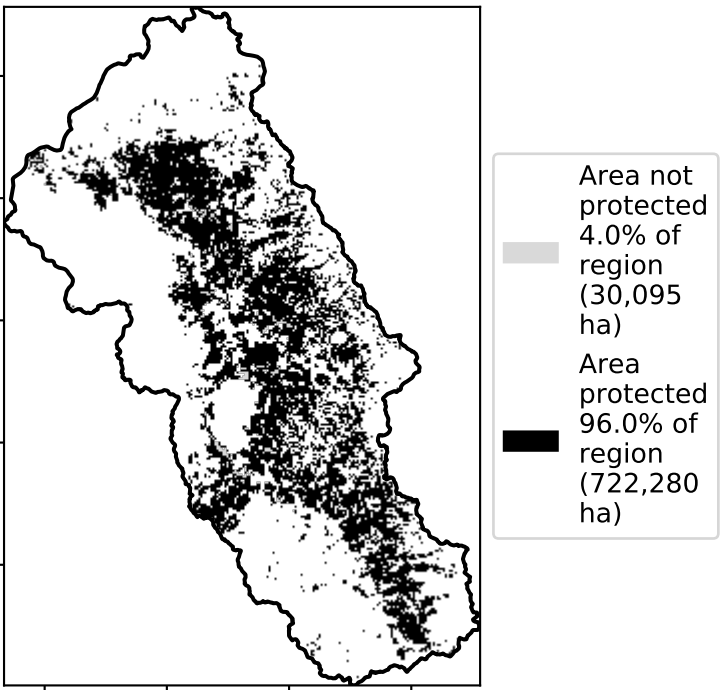 Area not
protected
4.0% of
region
(30,095
ha)
Area
protected
96.0% of
region
(722,280
ha)